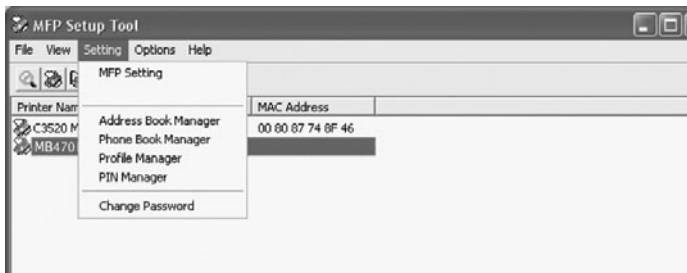 MFP Setup Tool
File View Setting Options Help
MFP Setting
Printer Nam MAC Address
Address Book Manager
C3520 M 00 80 87 74 8F 46
Phone Book Manager
MB470
Profile Manager
PIN Manager
Change Password